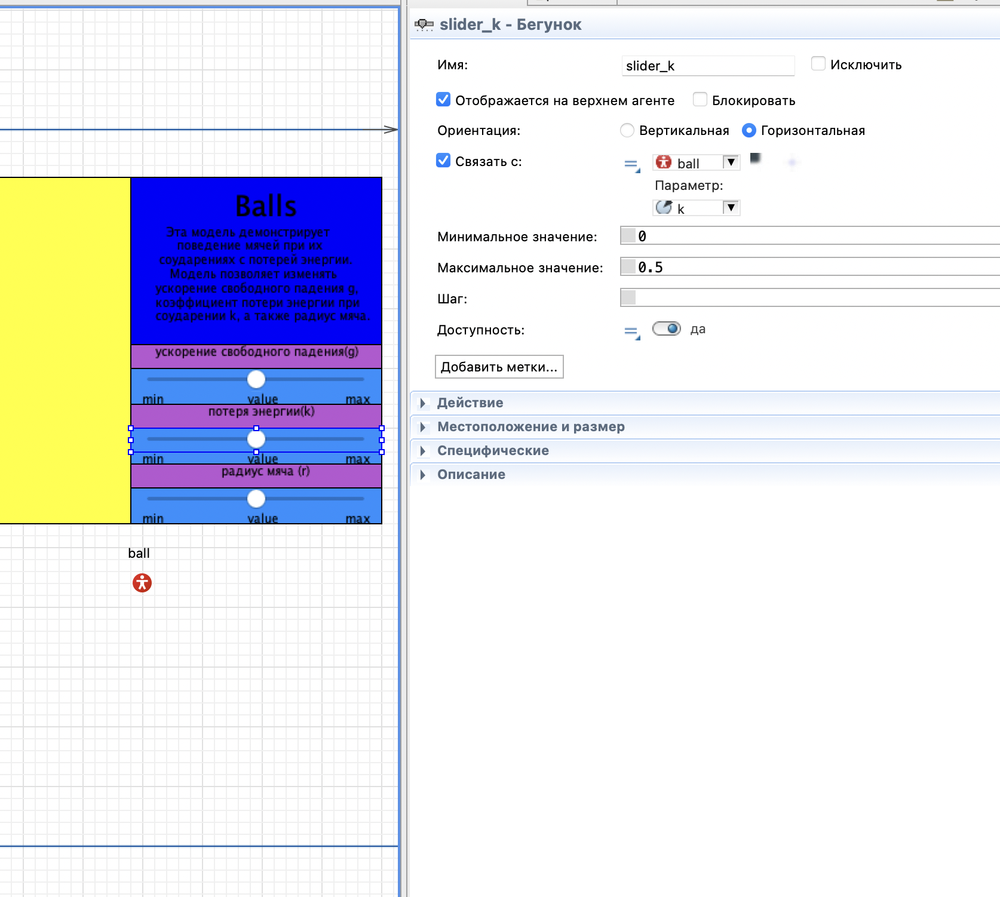 Balls
Эта модель демонстрирует
поведение мячей при их
соударениях с потерей энергии.
Модель позволяет изменять
ускорение свободного падения g,
коэффициент потери энергии при
соударении k, а также радиус мяча.
ускорение свободного падения(g)
min value max
потеря энергии(k)
min value max
радиус мяча (r)
min value max
ball
slider_k - Бегунок
Имя: slider_k Исключить
Отображается на верхнем агенте Блокировать
Ориентация: Вертикальная Горизонтальная
Связать с: ball
Параметр:
k
Минимальное значение: 0
Максимальное значение: 0.5
Шаг:
Доступность: да
Добавить метки...
Действие
Местоположение и размер
Специфические
Описание